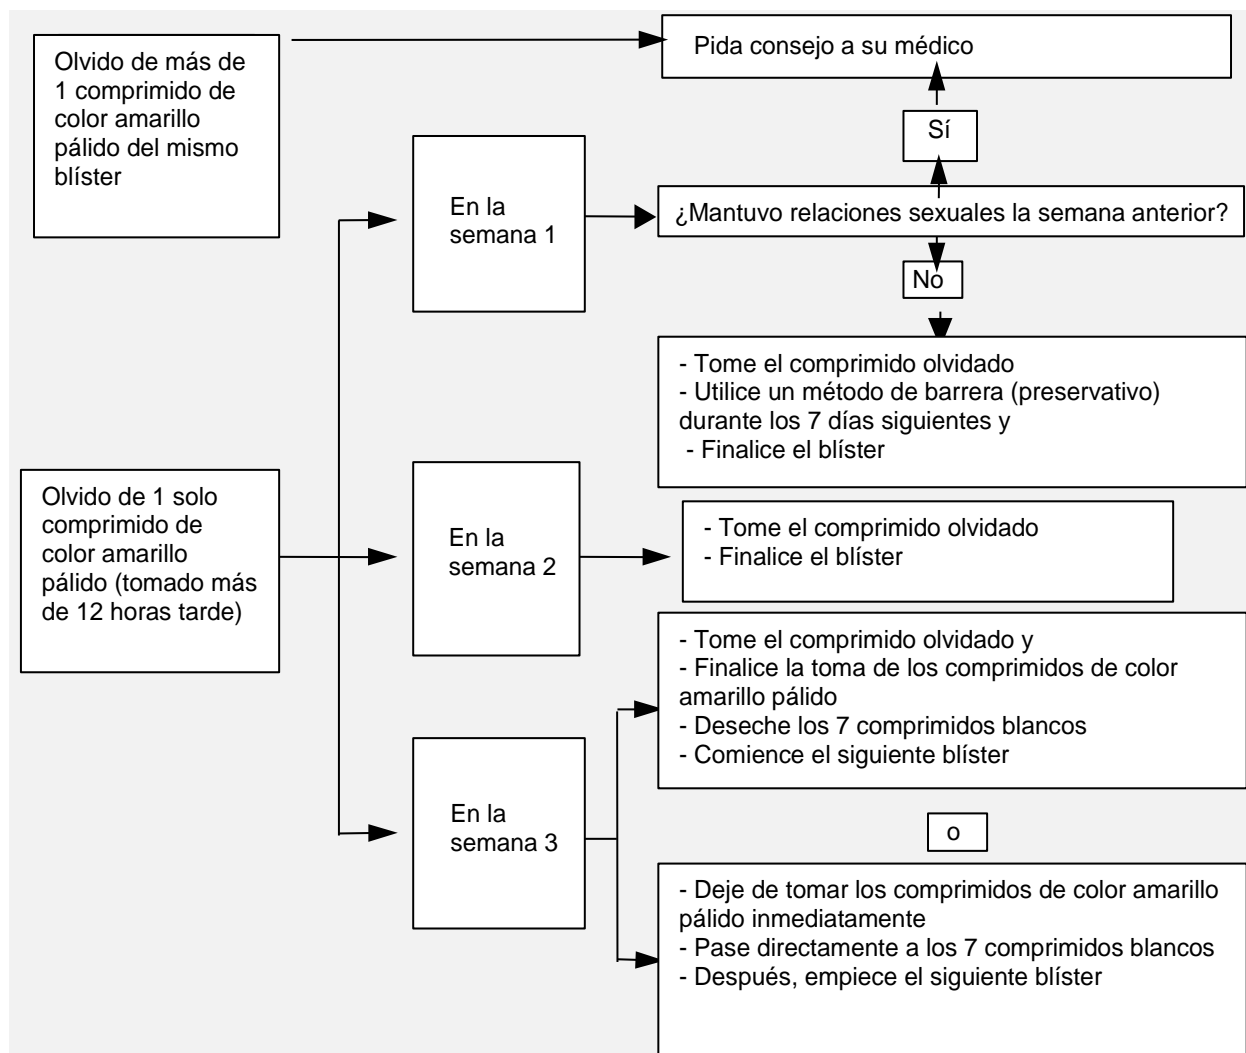 Olvido de más de
1 comprimido de
color amarillo
pálido del mismo
blíster
Pida consejo a su médico
Sí
En la
semana 1
¿Mantuvo relaciones sexuales la semana anterior?
No
- Tome el comprimido olvidado
- Utilice un método de barrera (preservativo)
durante los 7 días siguientes y
- Finalice el blíster
Olvido de 1 solo
comprimido de
color amarillo
pálido (tomado más
de 12 horas tarde)
En la
semana 2
- Tome el comprimido olvidado
- Finalice el blíster
En la
semana 3
- Tome el comprimido olvidado y
- Finalice la toma de los comprimidos de color
amarillo pálido
- Deseche los 7 comprimidos blancos
- Comience el siguiente blíster
o
- Deje de tomar los comprimidos de color amarillo
pálido inmediatamente
- Pase directamente a los 7 comprimidos blancos
- Después, empiece el siguiente blíster